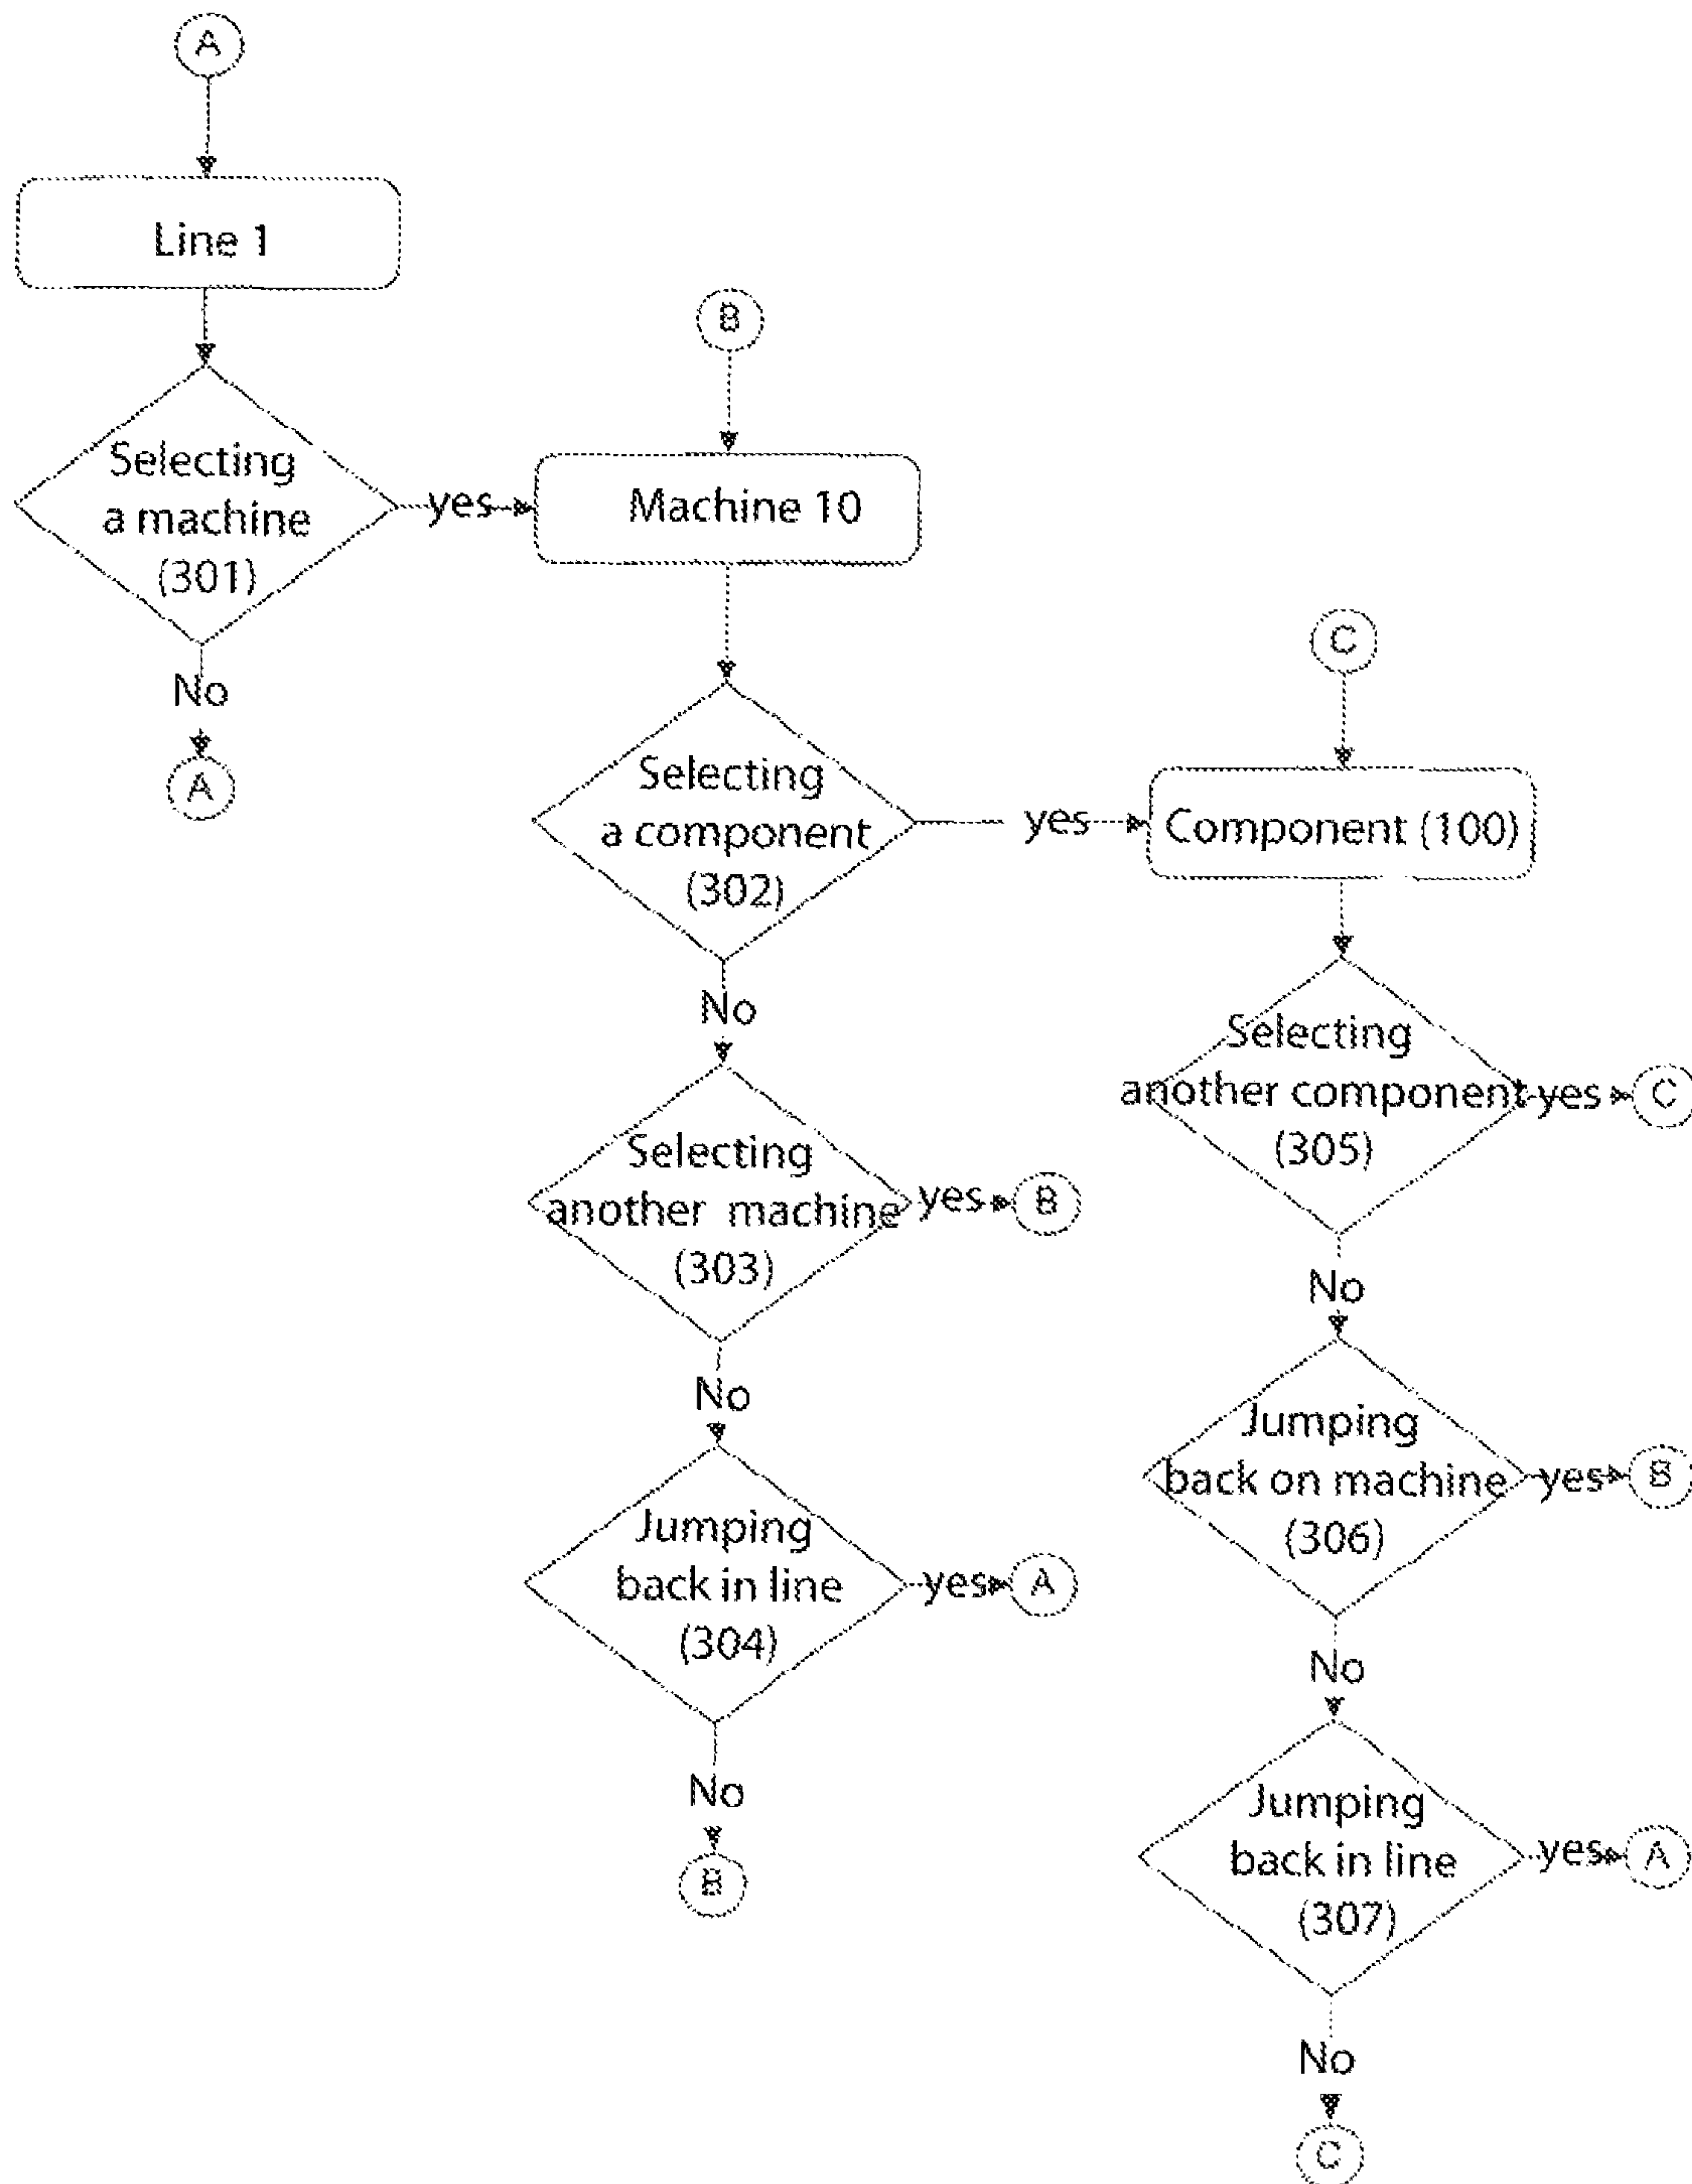 A
Line 1
Selecting
a machine
(301)
yes
No
A
B
Machine 10
Selecting
a component
(302)
yes
No
Selecting
another machine
(303)
yes
B
No
Jumping
back in line
(304)
yes
A
No
B
C
Component (100)
Selecting
another component
(305)
yes
C
No
Jumping
back on machine
(306)
yes
B
No
Jumping
back in line
(307)
yes
A
No
C